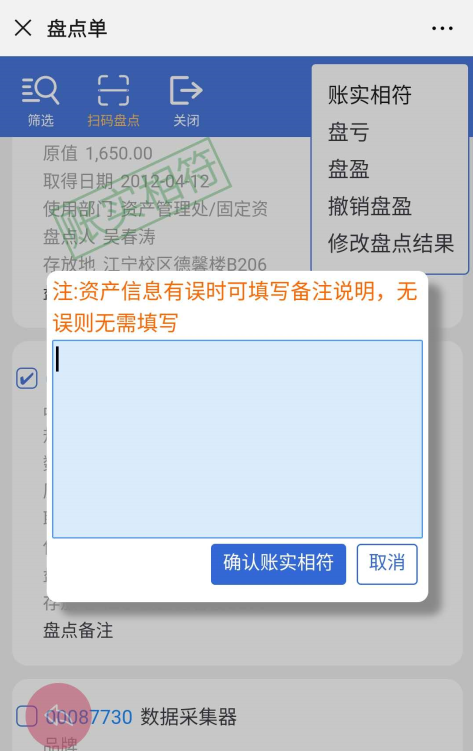 盘点单
筛选
扫码盘点
关闭
账实相符
盘亏
盘盈
撤销盘盈
修改盘点结果
原值 1,650.00
取得日期 2012-04-12
使用部门 资产管理处/固定资
盘点人 吴春涛
存放地 江宁校区德馨楼B206
账实相符
注:资产信息有误时可填写备注说明，无
误则无需填写
确认账实相符
取消
盘点备注
00087730 数据采集器
品牌